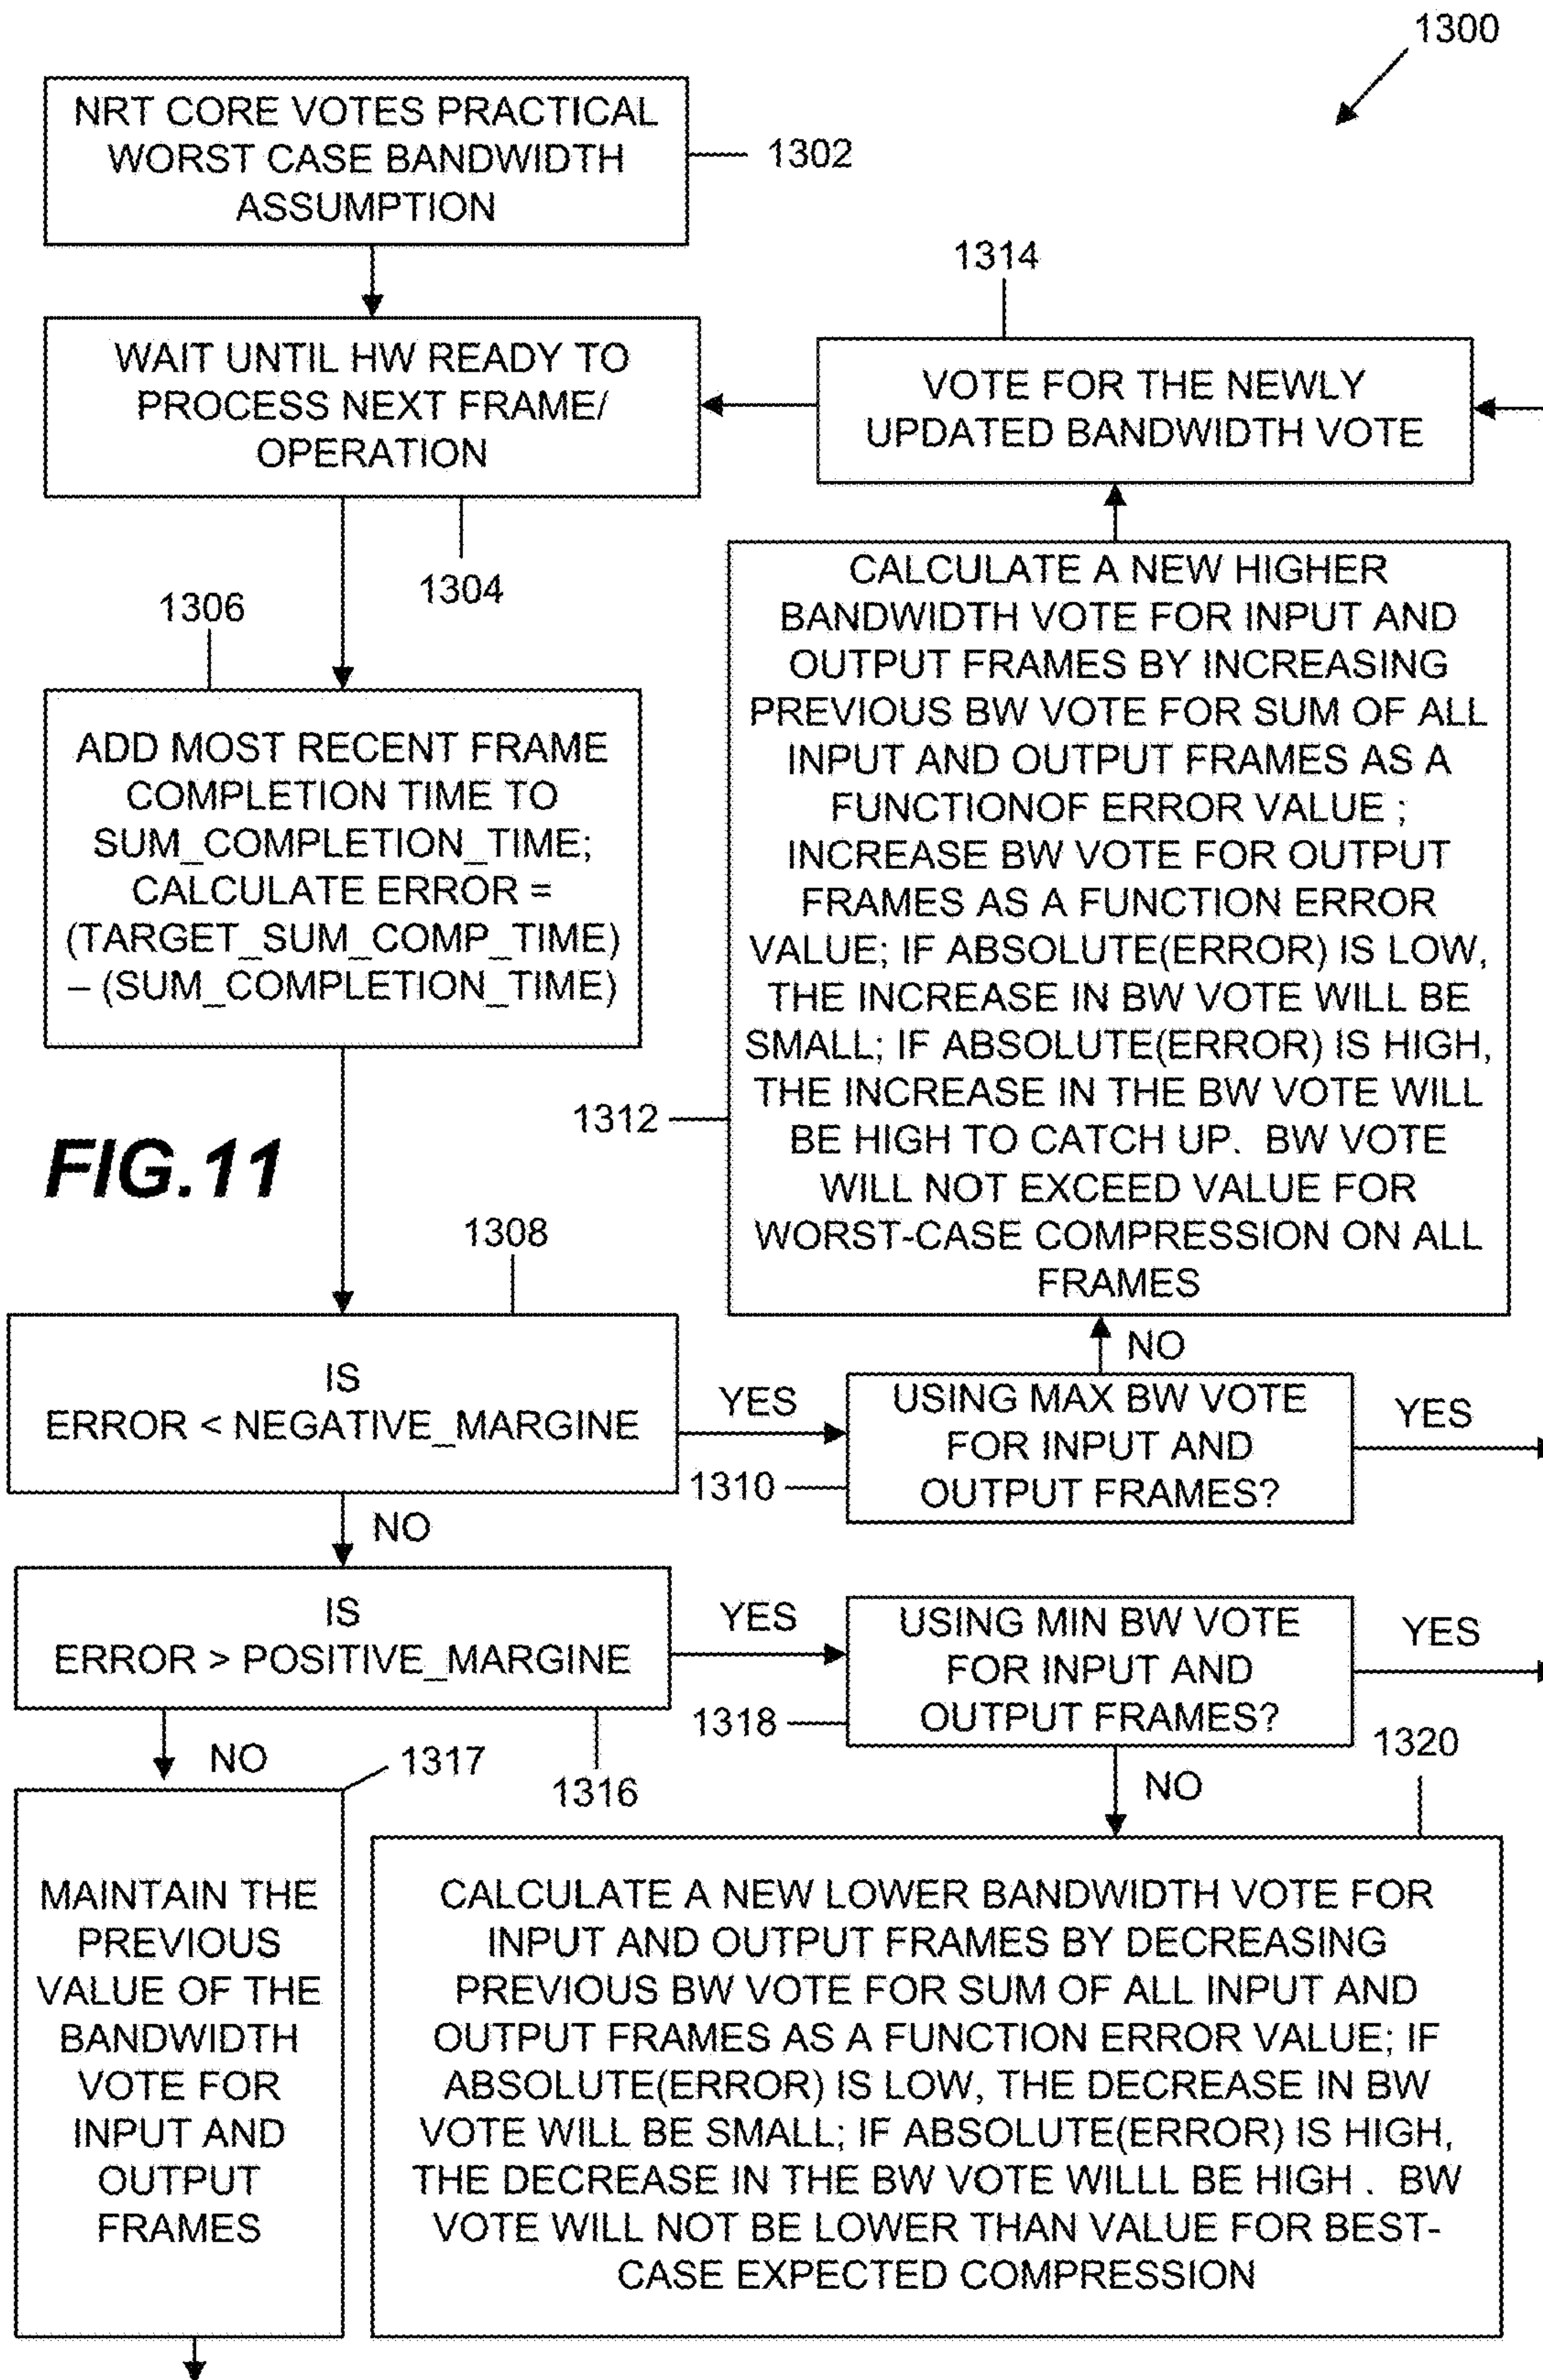 1300
NRT CORE VOTES PRACTICAL
WORST CASE BANDWIDTH
ASSUMPTION
1302
1314
WAIT UNTIL HW READY TO
PROCESS NEXT FRAME/
OPERATION
1304
VOTE FOR THE NEWLY
UPDATED BANDWIDTH VOTE
1306
ADD MOST RECENT FRAME
COMPLETION TIME TO
SUM_COMPLETION_TIME;
CALCULATE ERROR =
(TARGET_SUM_COMP_TIME)
– (SUM_COMPLETION_TIME)
CALCULATE A NEW HIGHER
BANDWIDTH VOTE FOR INPUT AND
OUTPUT FRAMES BY INCREASING
PREVIOUS BW VOTE FOR SUM OF ALL
INPUT AND OUTPUT FRAMES AS A
FUNCTIONOF ERROR VALUE ;
INCREASE BW VOTE FOR OUTPUT
FRAMES AS A FUNCTION ERROR
VALUE; IF ABSOLUTE(ERROR) IS LOW,
THE INCREASE IN BW VOTE WILL BE
SMALL; IF ABSOLUTE(ERROR) IS HIGH,
THE INCREASE IN THE BW VOTE WILL
BE HIGH TO CATCH UP. BW VOTE
WILL NOT EXCEED VALUE FOR
WORST-CASE COMPRESSION ON ALL
FRAMES
1312
FIG.11
1308
IS
ERROR < NEGATIVE_MARGINE
YES
NO
NO
USING MAX BW VOTE
FOR INPUT AND
OUTPUT FRAMES?
1310
YES
IS
ERROR > POSITIVE_MARGINE
YES
NO
1316
USING MIN BW VOTE
FOR INPUT AND
OUTPUT FRAMES?
1318
YES
NO
1317
MAINTAIN THE
PREVIOUS
VALUE OF THE
BANDWIDTH
VOTE FOR
INPUT AND
OUTPUT
FRAMES
1320
CALCULATE A NEW LOWER BANDWIDTH VOTE FOR
INPUT AND OUTPUT FRAMES BY DECREASING
PREVIOUS BW VOTE FOR SUM OF ALL INPUT AND
OUTPUT FRAMES AS A FUNCTION ERROR VALUE; IF
ABSOLUTE(ERROR) IS LOW, THE DECREASE IN BW
VOTE WILL BE SMALL; IF ABSOLUTE(ERROR) IS HIGH,
THE DECREASE IN THE BW VOTE WILLL BE HIGH . BW
VOTE WILL NOT BE LOWER THAN VALUE FOR BEST-
CASE EXPECTED COMPRESSION